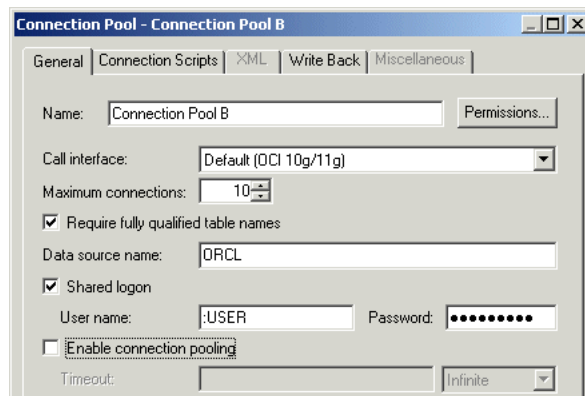 Connection Pool - Connection Pool B
General Connection Scripts XML Write Back Miscellaneous
Name: Connection Pool B Permissions...
Call interface: Default (OCI 10g/11g)
Maximum connections: 10
Require fully qualified table names
Data source name: ORCL
Shared logon
User name: :USER Password: ●●●●●●●●●
Enable connection pooling
Timeout: Infinite